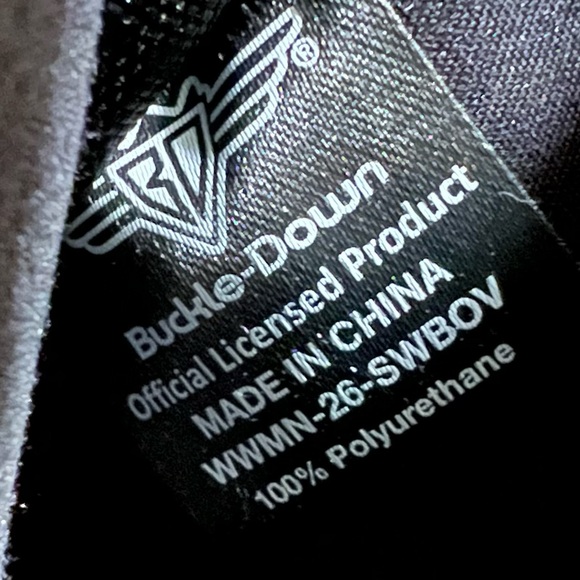 ®
Buckle-Down
Official Licensed Product
MADE IN CHINA
WWMN-26-SWBOV
100% Polyurethane